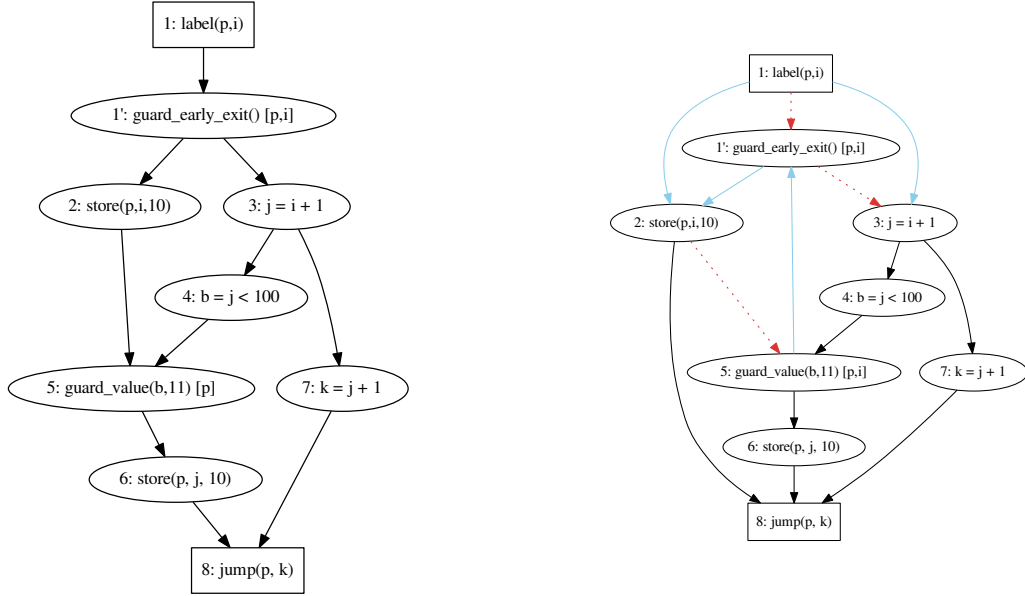 1: label(p,i)
1': guard_early_exit() [p,i]
2: store(p,i,10)
3: j = i + 1
4: b = j < 100
5: guard_value(b,11) [p]
7: k = j + 1
6: store(p, j, 10)
8: jump(p, k)
1: label(p,i)
1': guard_early_exit() [p,i]
2: store(p,i,10)
3: j = i + 1
4: b = j < 100
5: guard_value(b,11) [p,i]
7: k = j + 1
6: store(p, j, 10)
8: jump(p, k)